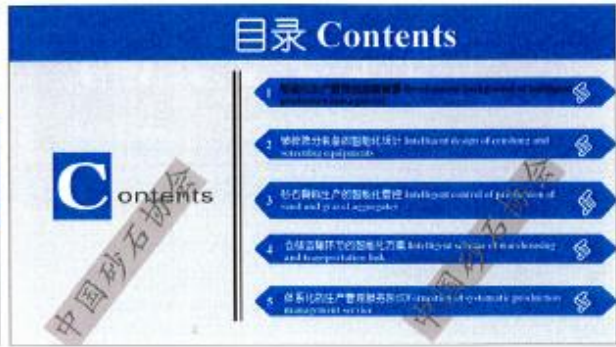 目录 Contents
Contents
1
2 破碎筛分装备的智能化设计 Intelligent design of crushing and
screening equipments
3 砂石骨料生产的智能化管控 Intelligent control of production of
sand and gravel aggregates
4 仓储运输环节的智能化方案 Intelligent scheme of warehousing
and transportation link
5 体系化的生产管理服务 Formation of systematic production
management service
中国砂石协会
中国砂石协会